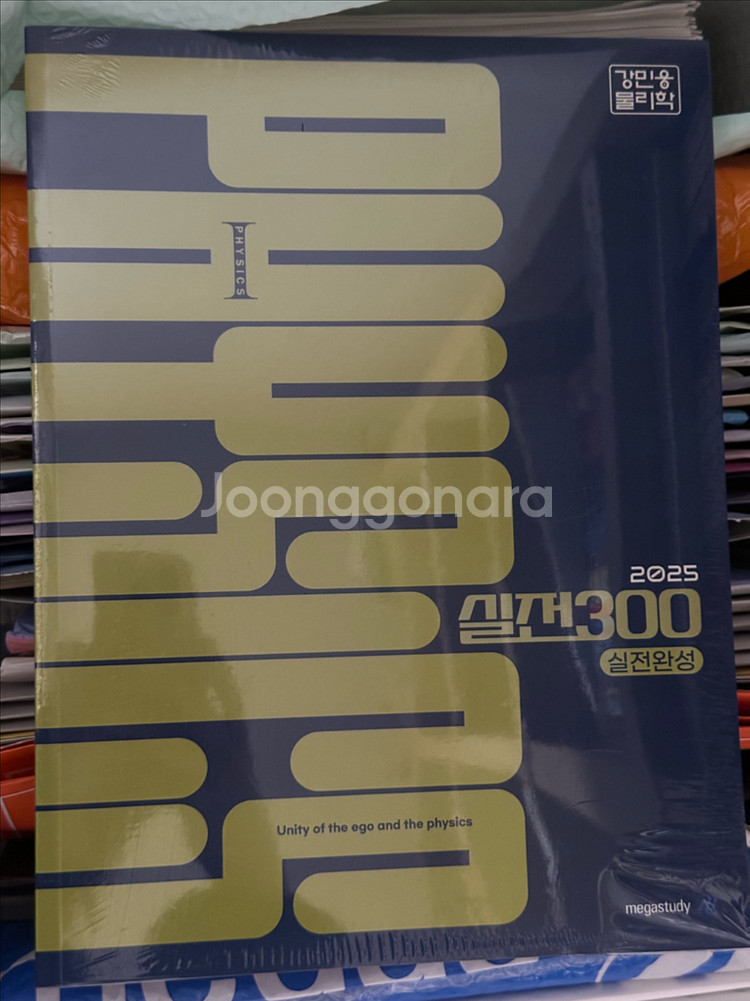 강민웅
물리학
I
PHYSICS
Joonggonara
2025
실전300
실전완성
Unity of the ego and the physics
megastudy